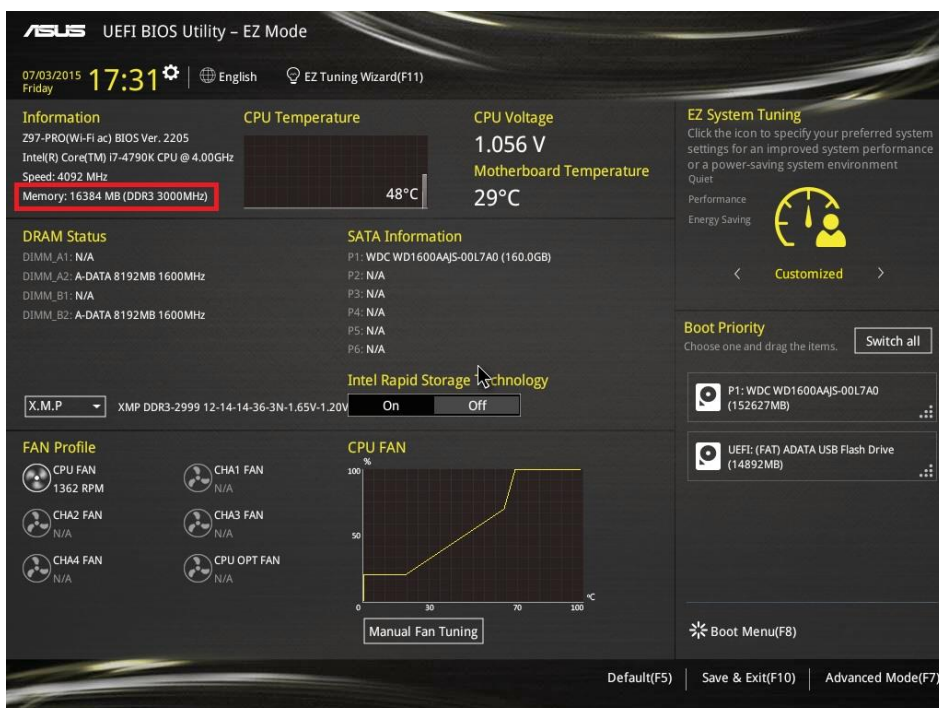 ASUS UEFI BIOS Utility – EZ Mode
07/03/2015
Friday
17:31
English
EZ Tuning Wizard(F11)
Information
Z97-PRO(Wi-Fi ac) BIOS Ver. 2205
Intel(R) Core(TM) i7-4790K CPU @ 4.00GHz
Speed: 4092 MHz
Memory: 16384 MB (DDR3 3000MHz)
CPU Temperature
48°C
CPU Voltage
1.056 V
Motherboard Temperature
29°C
EZ System Tuning
Click the icon to specify your preferred system
settings for an improved system performance
or a power-saving system environment
Quiet
Performance
Energy Saving
Customized
DRAM Status
DIMM_A1: N/A
DIMM_A2: A-DATA 8192MB 1600MHz
DIMM_B1: N/A
DIMM_B2: A-DATA 8192MB 1600MHz
X.M.P
XMP DDR3-2999 12-14-14-36-3N-1.65V-1.20V
SATA Information
P1: WDC WD1600AAJS-00L7A0 (160.0GB)
P2: N/A
P3: N/A
P4: N/A
P5: N/A
P6: N/A
Intel Rapid Storage Technology
On Off
Boot Priority
Choose one and drag the items.
Switch all
P1: WDC WD1600AAJS-00L7A0
(152627MB)
UEFI: (FAT) ADATA USB Flash Drive
(14892MB)
FAN Profile
CPU FAN
1362 RPM
CHA1 FAN
N/A
CHA2 FAN
N/A
CHA3 FAN
N/A
CHA4 FAN
N/A
CPU OPT FAN
N/A
CPU FAN
%
100
50
0 30 70 100
°C
Manual Fan Tuning
Boot Menu(F8)
Default(F5)
Save & Exit(F10)
Advanced Mode(F7)